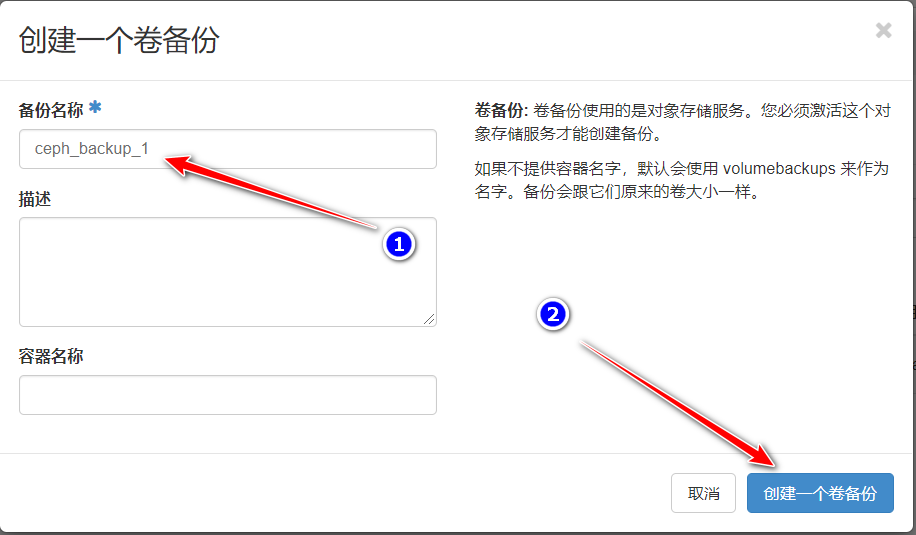 创建一个卷备份
×
备份名称 *
ceph_backup_1
描述
容器名称
卷备份: 卷备份使用的是对象存储服务。您必须激活这个对
象存储服务才能创建备份。
如果不提供容器名字，默认会使用 volumebackups 来作为
名字。备份会跟它们原来的卷大小一样。
1
2
取消
创建一个卷备份